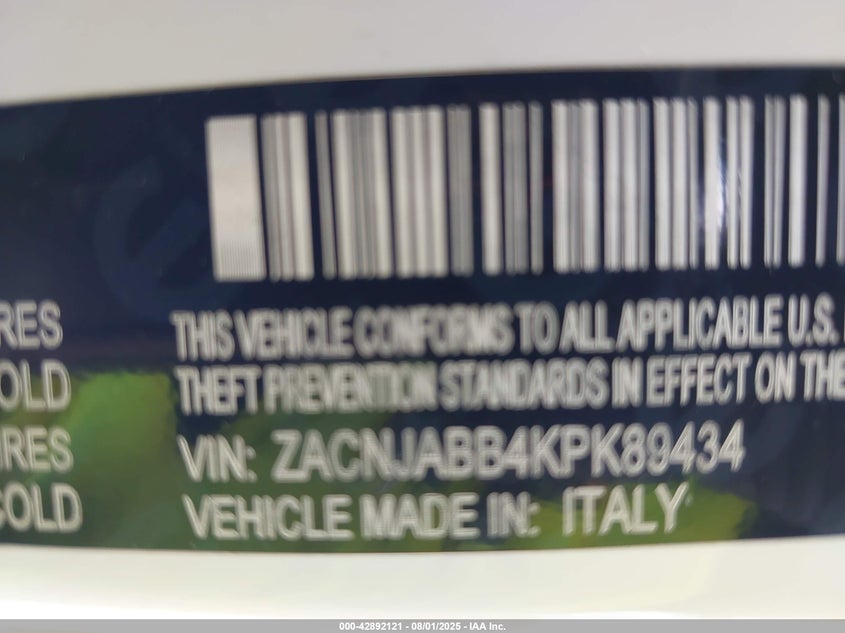 THIS VEHICLE CONFORMS TO ALL APPLICABLE U.S.
RES
THEFT PREVENTION STANDARDS IN EFFECT ON THE
OLD
VIN: ZACNJABB4KPK89434
RES
VEHICLE MADE IN: ITALY
COLD
000-42892121 - 08/01/2025 - IAA Inc.